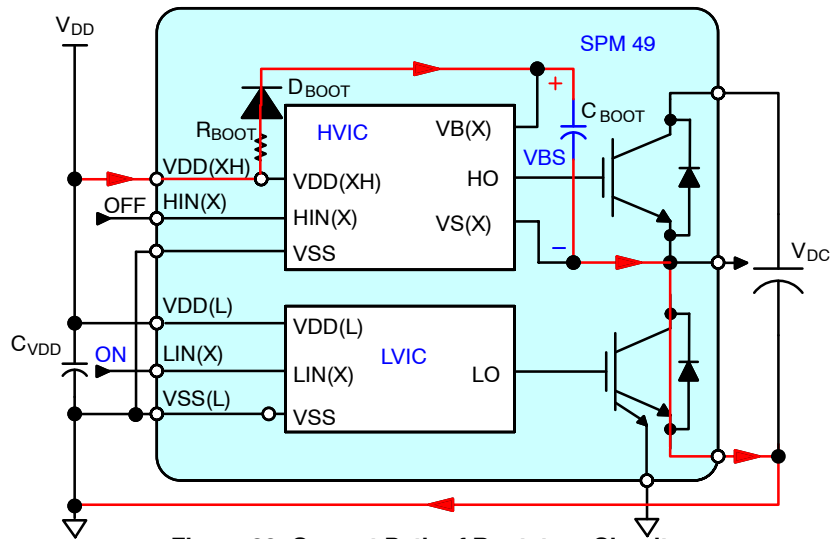 VDD
SPM 49
DBOOT
+
CBOOT
RBOOT
HVIC
VB(X)
VBS
VDD(XH)
VDD(XH)
HO
OFF
HIN(X)
HIN(X)
VS(X)
VSS
–
VDC
VDD(L)
VDD(L)
CVDD
ON
LIN(X)
LVIC
LIN(X)
LO
VSS(L)
VSS